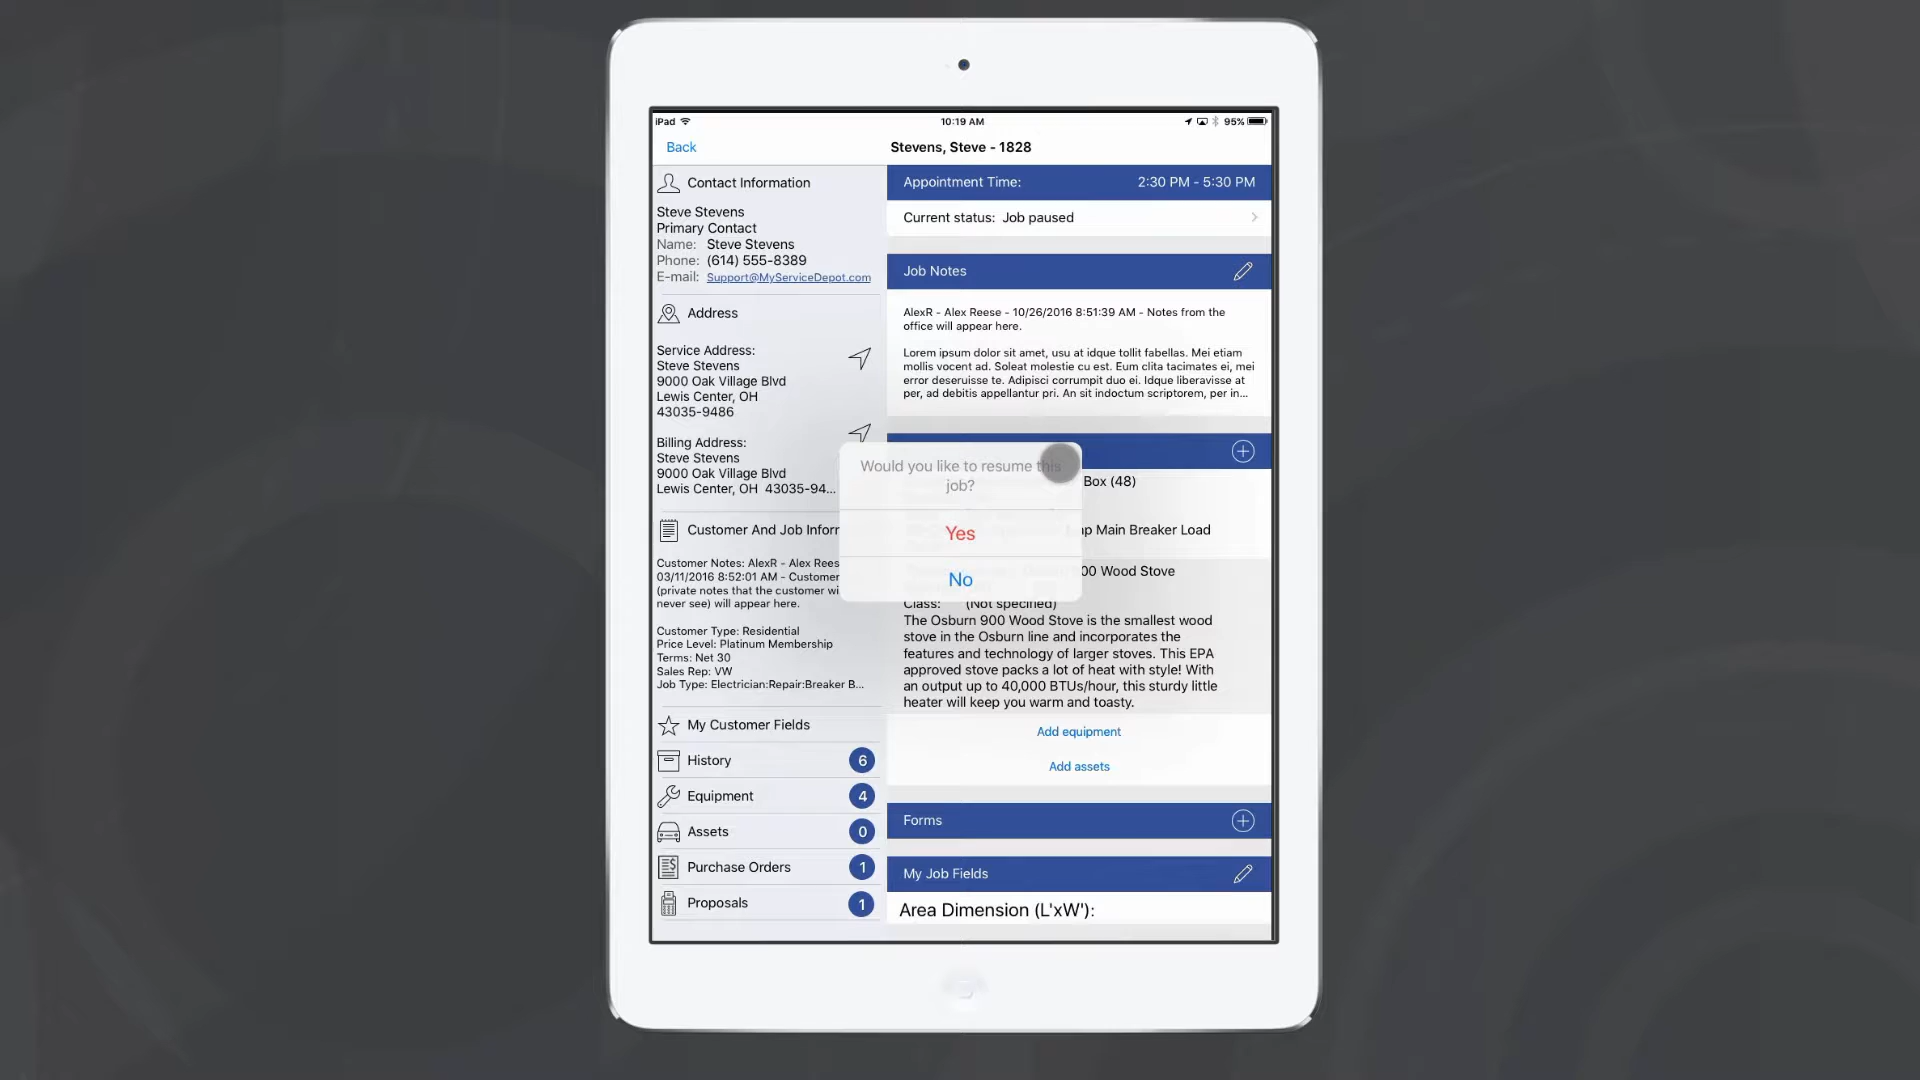 iPad
10:19 AM
95%
Back
Stevens, Steve - 1828
Contact Information
Steve Stevens
Primary Contact
Name: Steve Stevens
Phone: (614) 555-8389
E-mail: Support@MyServiceDepot.com
Address
Service Address:
Steve Stevens
9000 Oak Village Blvd
Lewis Center, OH
43035-9486
Billing Address:
Steve Stevens
9000 Oak Village Blvd
Lewis Center, OH 43035-94...
Customer And Job Infor
Customer Notes: AlexR - Alex Rees
03/11/2016 8:52:01 AM - Customer
(private notes that the customer wi
never see) will appear here.
Customer Type: Residential
Price Level: Platinum Membership
Terms: Net 30
Sales Rep: VW
Job Type: Electrician:Repair:Breaker B...
My Customer Fields
History 6
Equipment 4
Assets 0
Purchase Orders 1
Proposals 1
Appointment Time: 2:30 PM - 5:30 PM
Current status: Job paused
Job Notes
AlexR - Alex Reese - 10/26/2016 8:51:39 AM - Notes from the
office will appear here.
Lorem ipsum dolor sit amet, usu at idque tollit fabellas. Mei etiam
mollis vocent ad. Soleat molestie cu est. Eum clita tacimates ei, mei
error deseruisse te. Adipisci corrumpit duo ei. Idque liberavisse at
per, ad debitis appellantur pri. An sit indoctum scriptorem, per in...
Would you like to resume this
job?
Yes
No
Box (48)
Main Breaker Load
00 Wood Stove
Class: (Not specified)
The Osburn 900 Wood Stove is the smallest wood
stove in the Osburn line and incorporates the
features and technology of larger stoves. This EPA
approved stove packs a lot of heat with style! With
an output up to 40,000 BTUs/hour, this sturdy little
heater will keep you warm and toasty.
Add equipment
Add assets
Forms
My Job Fields
Area Dimension (L'xW'):